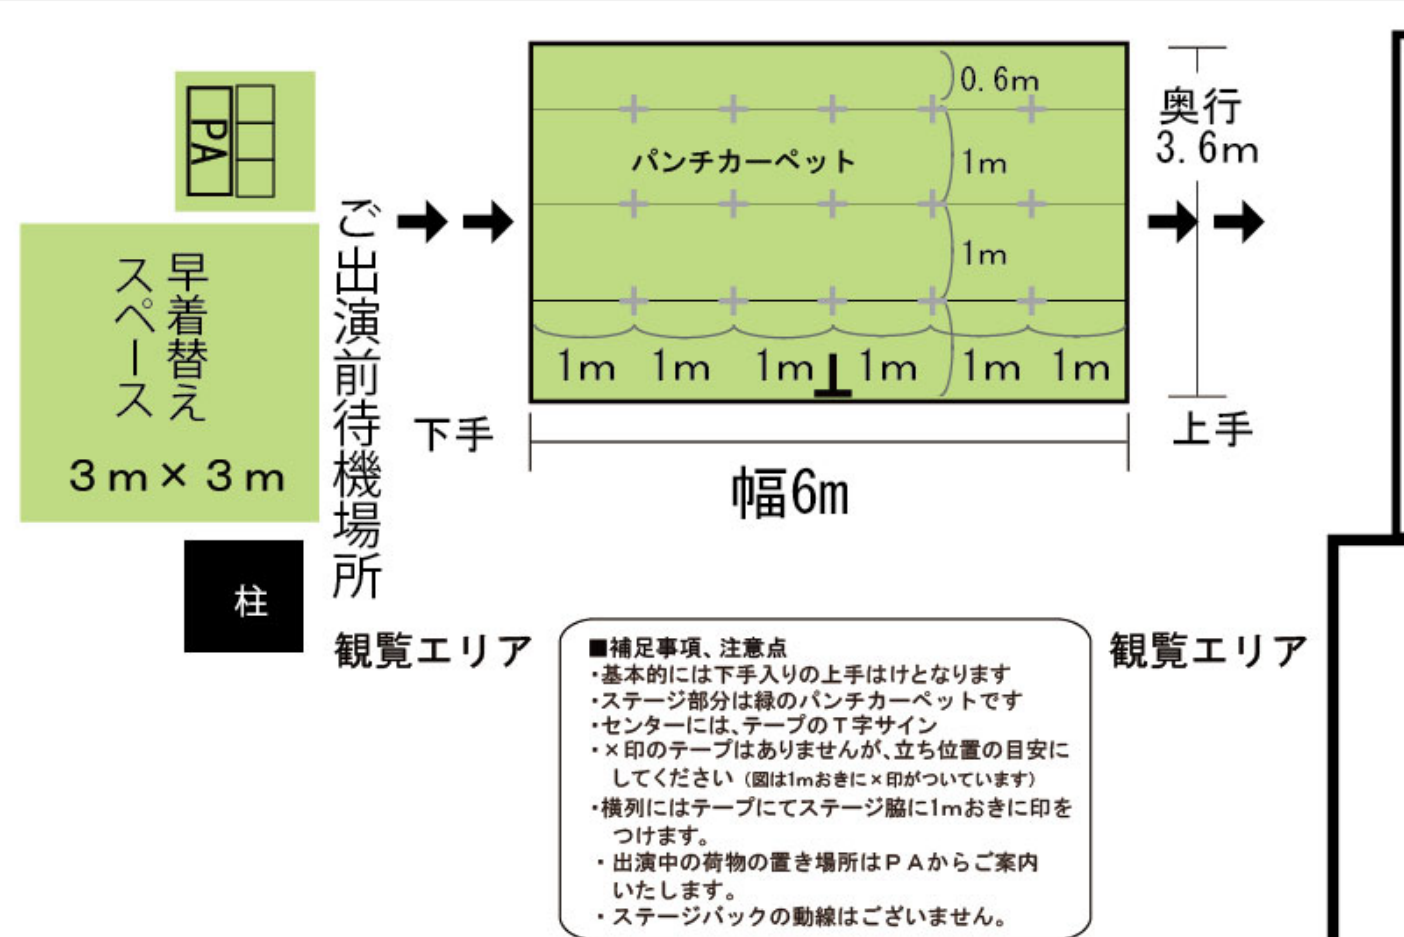 PA
早着替え
スペース
3m×3m
柱
ご出演前待機場所
0.6m
パンチカーペット
1m
1m
1m
1m
1m
1m
1m
1m
奥行
3.6m
下手
上手
幅6m
観覧エリア
観覧エリア
■補足事項、注意点
・基本的には下手入りの上手はけとなります
・ステージ部分は緑のパンチカーペットです
・センターには、テープのT字サイン
・×印のテープはありませんが、立ち位置の目安に
してください（図は1mおきに×印がついています）
・横列にはテープにてステージ脇に1mおきに印を
つけます。
・出演中の荷物の置き場所はPAからご案内
いたします。
・ステージバックの動線はございません。